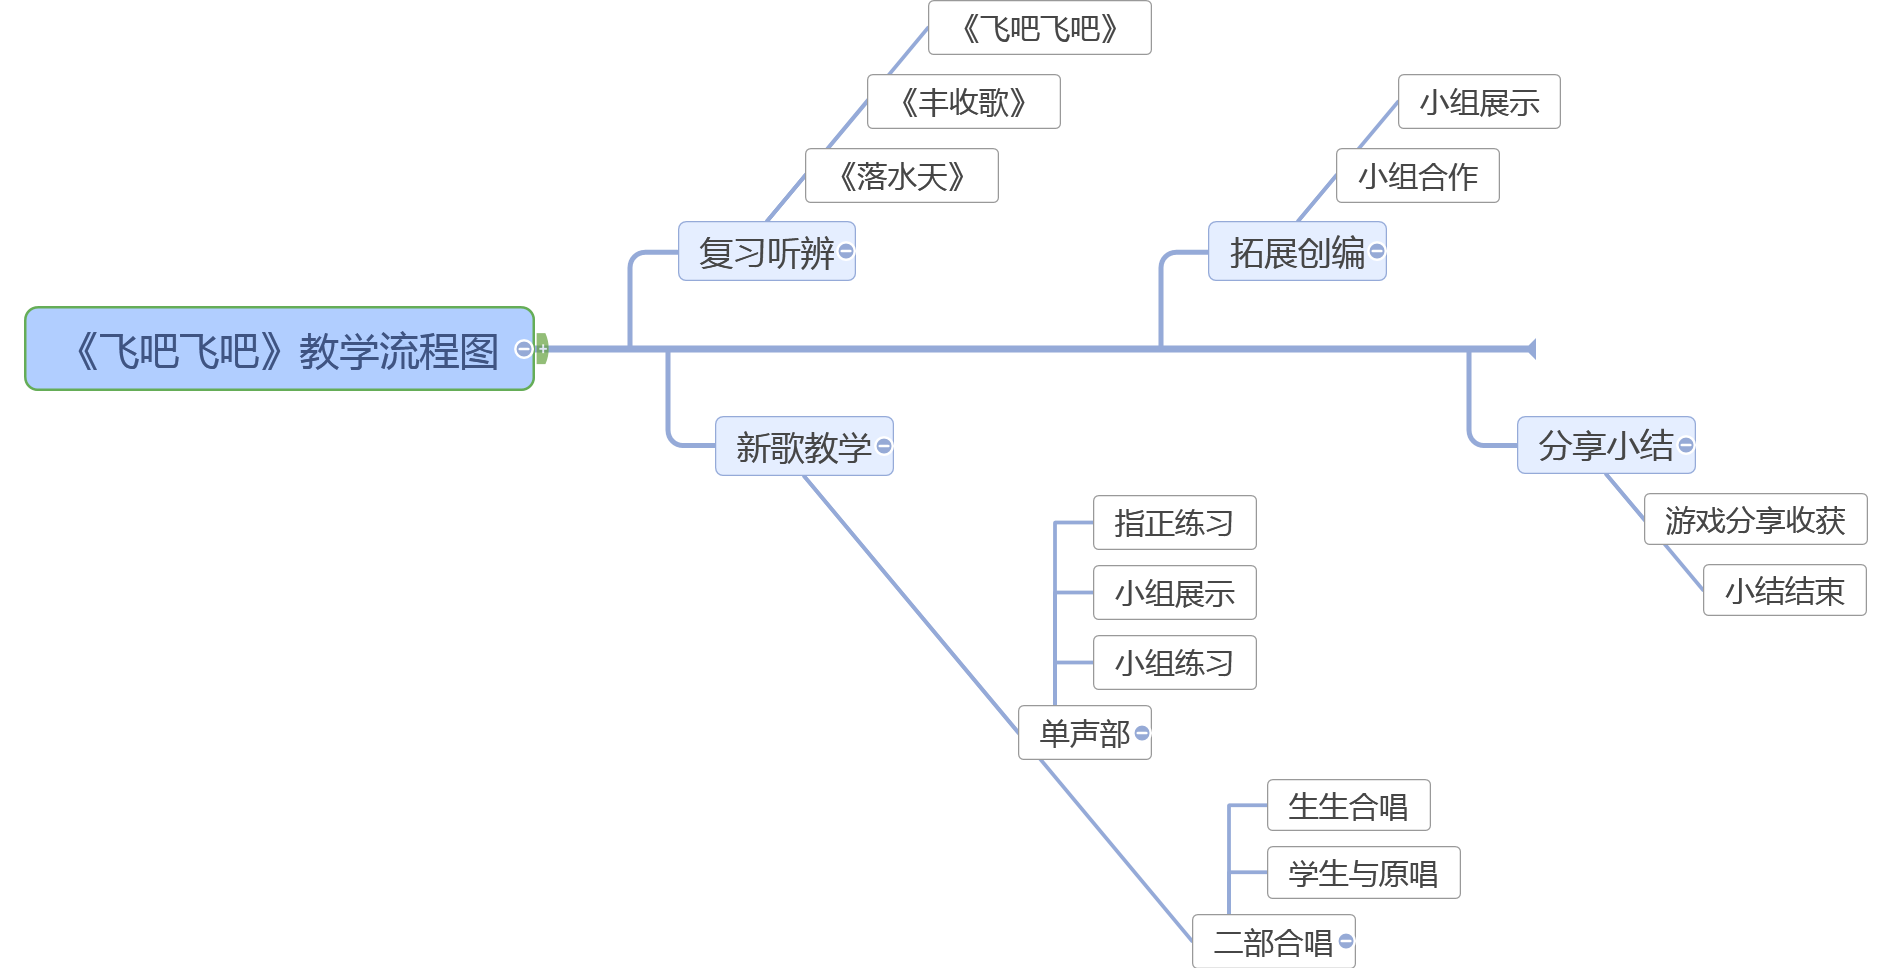 《飞吧飞吧》
《丰收歌》
《落水天》
复习听辨
小组展示
小组合作
拓展创编
《飞吧飞吧》教学流程图
新歌教学
指正练习
小组展示
小组练习
单声部
生生合唱
学生与原唱
二部合唱
分享小结
游戏分享收获
小结结束